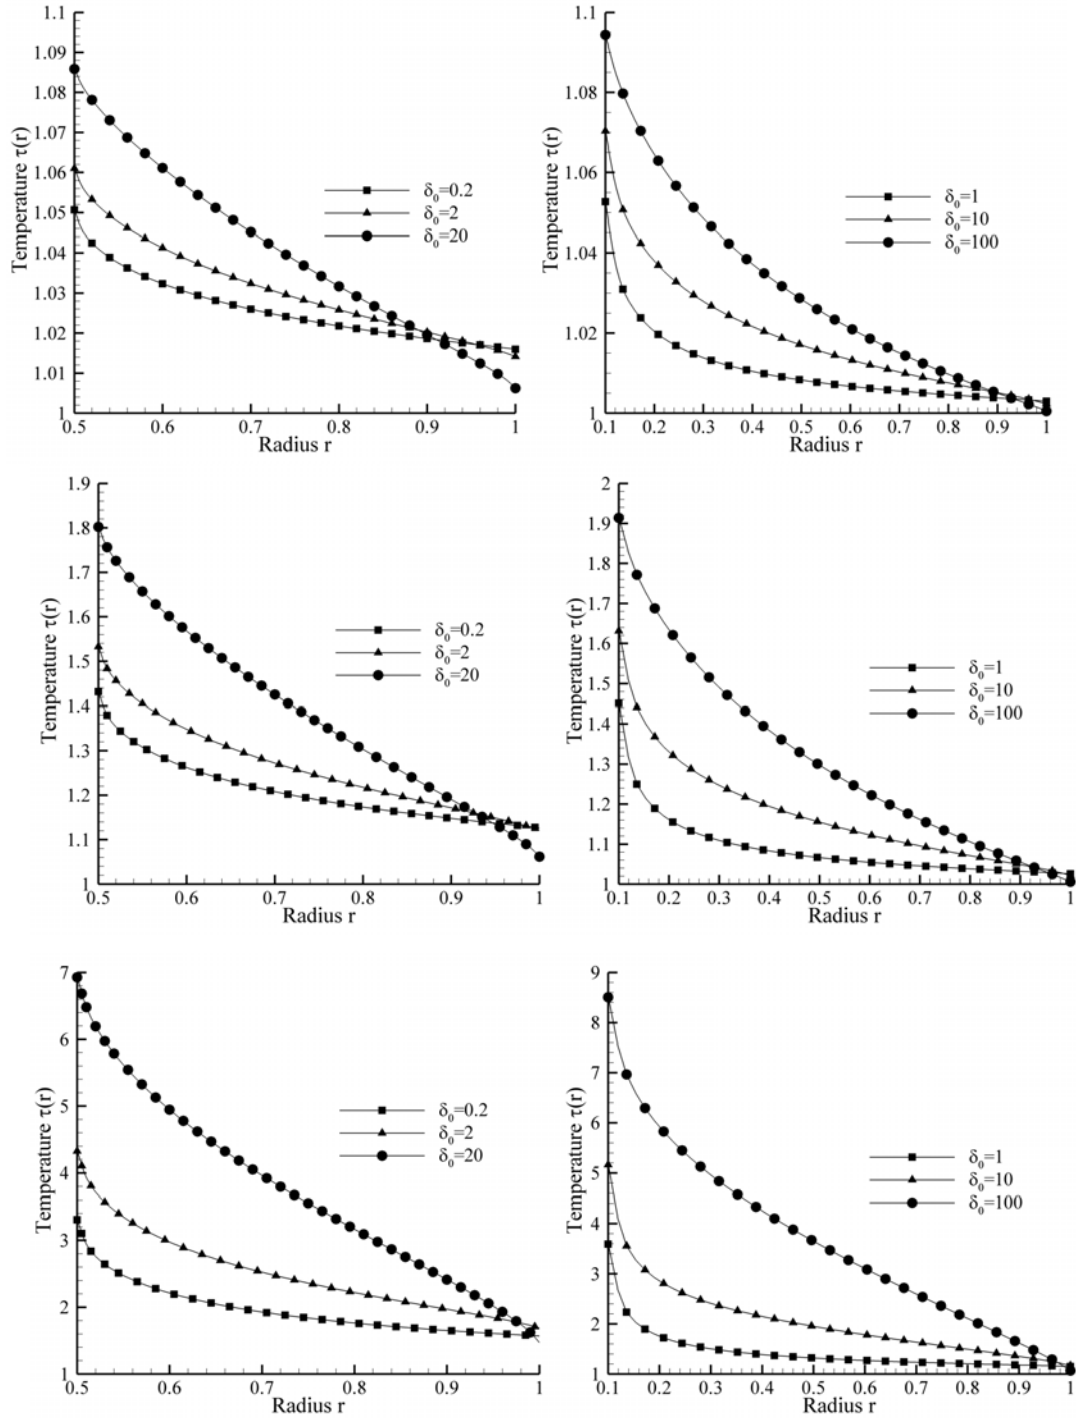 1.1
1.09
1.08
1.07
1.06
1.05
1.04
1.03
1.02
1.01
1
Temperature τ(r)
δ₀=0.2
δ₀=2
δ₀=20
0.5 0.6 0.7 0.8 0.9 1
Radius r
1.1
1.08
1.06
1.04
1.02
1
Temperature τ(r)
δ₀=1
δ₀=10
δ₀=100
0.1 0.2 0.3 0.4 0.5 0.6 0.7 0.8 0.9 1
Radius r
1.9
1.8
1.7
1.6
1.5
1.4
1.3
1.2
1.1
1
Temperature τ(r)
δ₀=0.2
δ₀=2
δ₀=20
0.5 0.6 0.7 0.8 0.9 1
Radius r
2
1.9
1.8
1.7
1.6
1.5
1.4
1.3
1.2
1.1
1
Temperature τ(r)
δ₀=1
δ₀=10
δ₀=100
0.1 0.2 0.3 0.4 0.5 0.6 0.7 0.8 0.9 1
Radius r
7
6
5
4
3
2
1
Temperature τ(r)
δ₀=0.2
δ₀=2
δ₀=20
0.5 0.6 0.7 0.8 0.9 1
Radius r
9
8
7
6
5
4
3
2
1
Temperature τ(r)
δ₀=1
δ₀=10
δ₀=100
0.1 0.2 0.3 0.4 0.5 0.6 0.7 0.8 0.9 1
Radius r